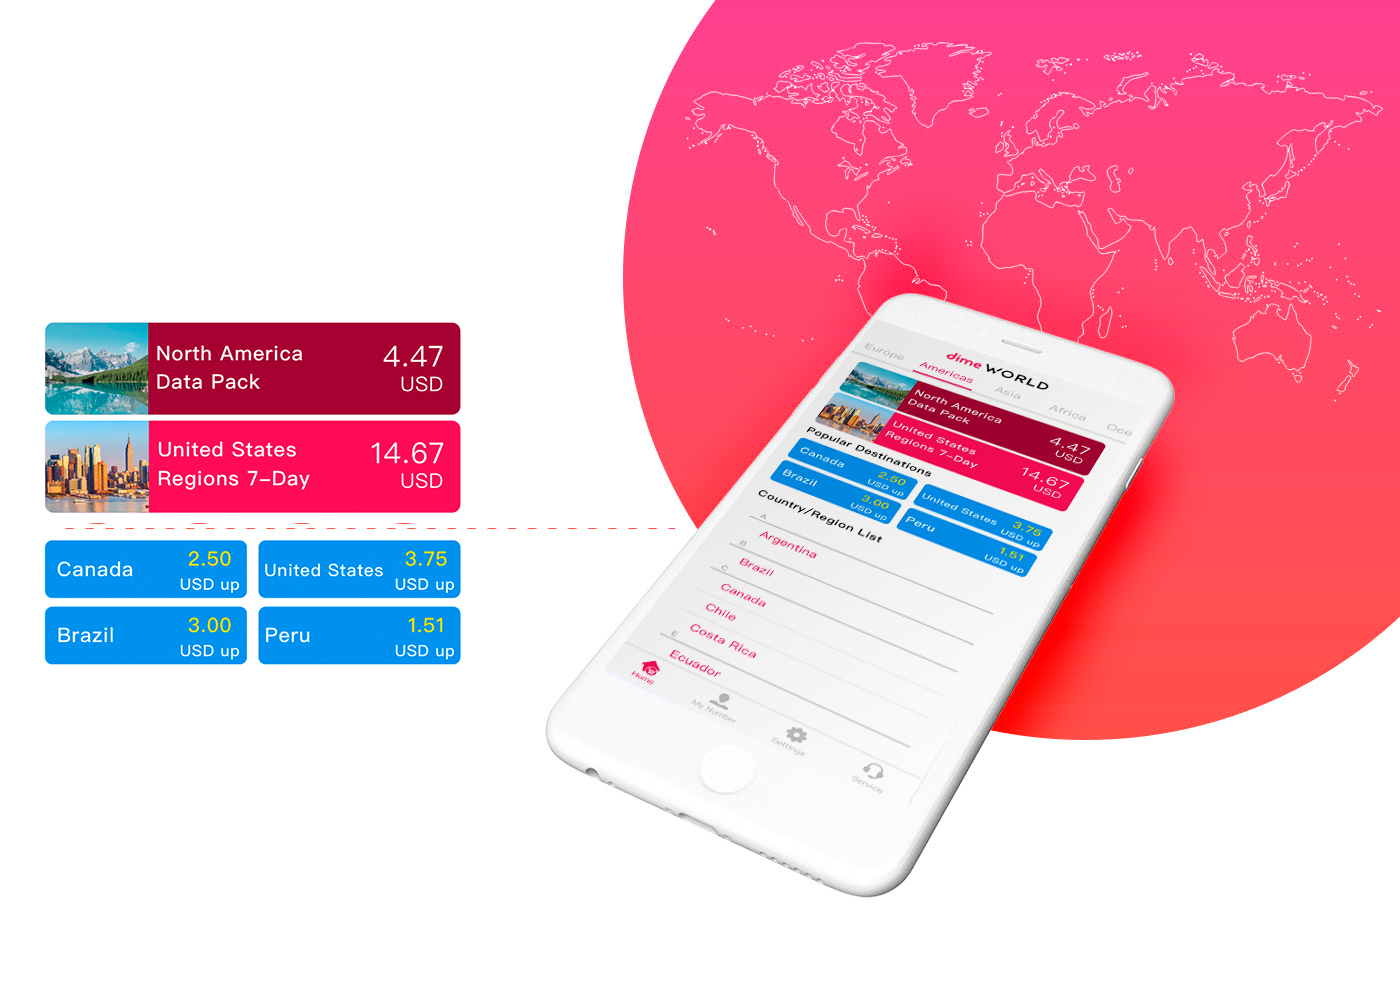 North America
Data Pack
4.47
USD
United States
Regions 7-Day
14.67
USD
Canada
2.50
USD up
United States
3.75
USD up
Brazil
3.00
USD up
Peru
1.51
USD up
dime WORLD
Europe
Americas
Asia
Africa
Oce
North America
Data Pack
4.47
USD
United States
Regions 7-Day
14.67
USD
Popular Destinations
Canada
2.50
USD up
United States
3.75
USD up
Brazil
3.00
USD up
Peru
1.51
USD up
Country/Region List
A
Argentina
B
Brazil
C
Canada
Chile
Costa Rica
E
Ecuador
Home
My Number
Settings
Service